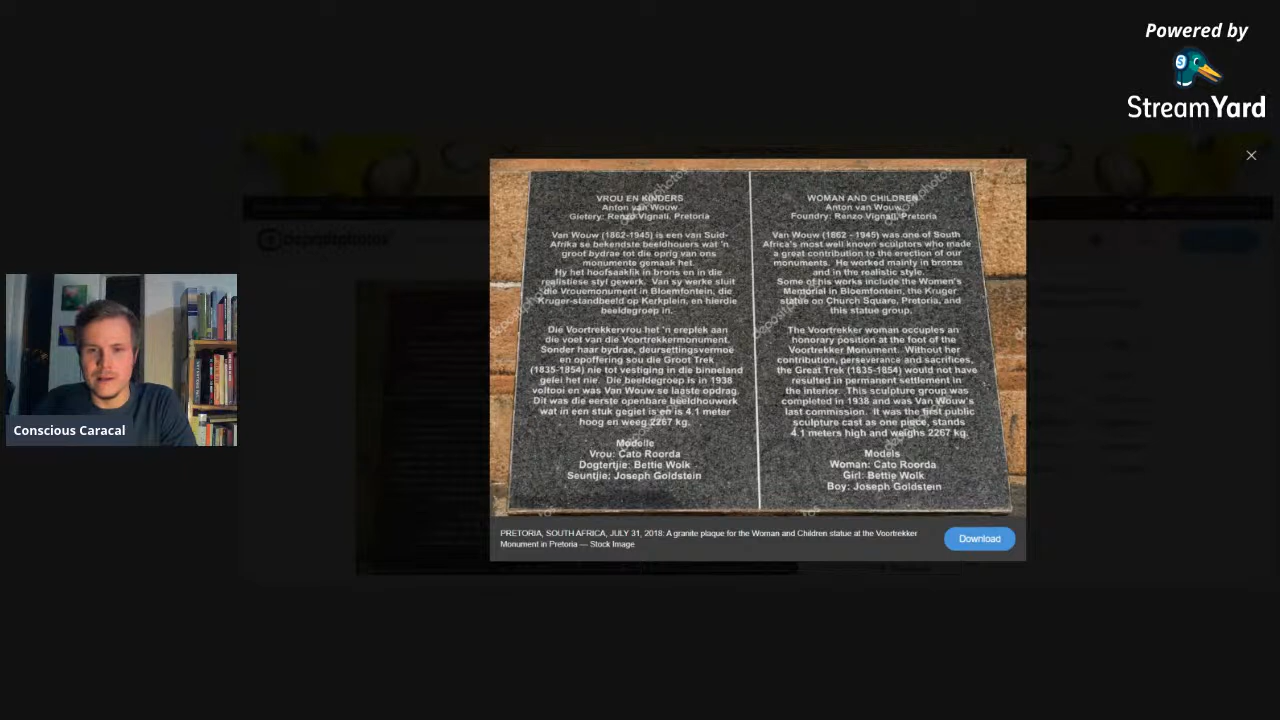 Powered by
StreamYard
Conscious Caracal
VROU EN KINDERS
Anton van Wouw
Gietery: Renzo Vignali, Pretoria
Van Wouw (1862-1945) is een van Suid-
Afrika se bekendste beeldhouers wat 'n
groot bydrae tot die oprig van ons
monumente gemaak het.
Hy het hoofsaaklik in brons en in die
realistiese styl gewerk. Van sy werke sluit
die Vrouemonument in Bloemfontein, die
Kruger-standbeeld op Kerkplein, en hierdie
beeldegroep in.
Die Voortrekkervrou het 'n ereplek aan
die voet van die Voortrekkermonument.
Sonder haar bydrae, deursettingsvermoë
en opoffering sou die Groot Trek
(1835-1854) nie tot vestiging in die binneland
gelei het nie. Die beeldegroep is in 1938
voltooi en was Van Wouw se laaste opdrag.
Dit was die eerste openbare beeldhouwerk
wat in een stuk gegiet is en is 4.1 meter
hoog en weeg 2267 kg.
Modelle
Vrou: Cato Roorda
Dogtertjie: Bettie Wolk
Seuntjie: Joseph Goldstein
WOMAN AND CHILDREN
Anton van Wouw
Foundry: Renzo Vignali, Pretoria
Van Wouw (1862 - 1945) was one of South
Africa's most well known sculptors who made
a great contribution to the erection of our
monuments. He worked mainly in bronze
and in the realistic style.
Some of his works include the Women's
Memorial in Bloemfontein, the Kruger
statue on Church Square, Pretoria, and
this statue group.
The Voortrekker woman occupies an
honorary position at the foot of the
Voortrekker Monument. Without her
contribution, perseverance and sacrifices,
the Great Trek (1835-1854) would not have
resulted in permanent settlement in
the interior. This sculpture group was
completed in 1938 and was Van Wouw's
last commission. It was the first public
sculpture cast as one piece, stands
4.1 meters high and weighs 2267 kg.
Models
Woman: Cato Roorda
Girl: Bettie Wolk
Boy: Joseph Goldstein
PRETORIA, SOUTH AFRICA, JULY 31, 2018: A granite plaque for the Woman and Children statue at the Voortrekker
Monument in Pretoria — Stock Image
Download
depositphotos